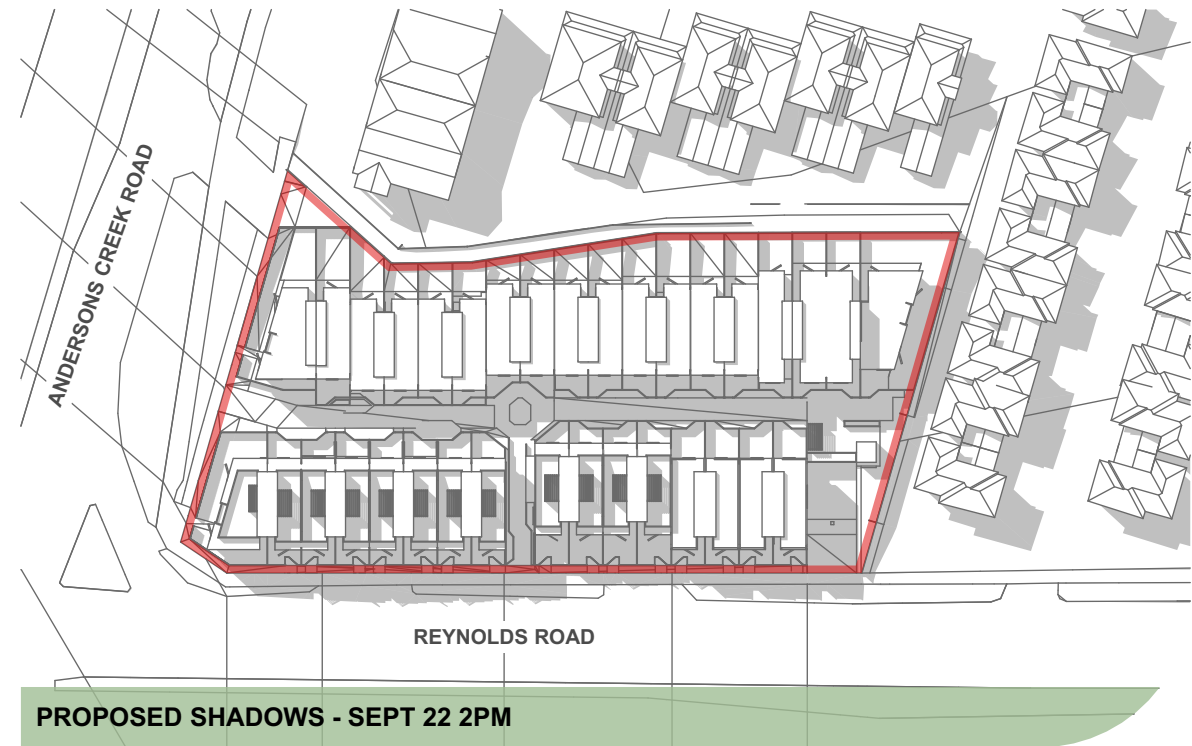 ANDERSONS CREEK ROAD
REYNOLDS ROAD
PROPOSED SHADOWS - SEPT 22 2PM